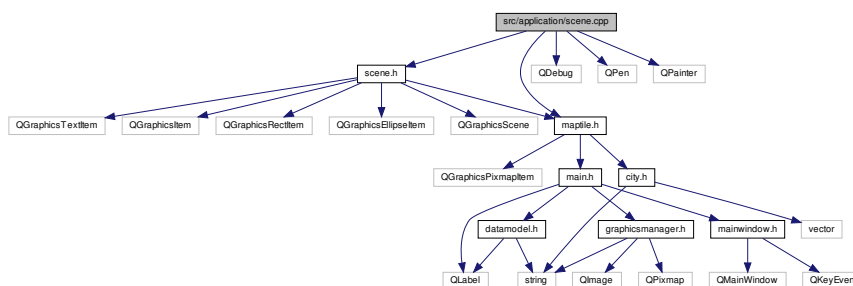 src/application/scene.cpp
scene.h
QDebug
QPen
QPainter
QGraphicsTextItem
QGraphicsItem
QGraphicsRectItem
QGraphicsEllipseItem
QGraphicsScene
maptile.h
QGraphicsPixmapItem
main.h
city.h
datamodel.h
graphicsmanager.h
mainwindow.h
vector
QLabel
string
QImage
QPixmap
QMainWindow
QKeyEven